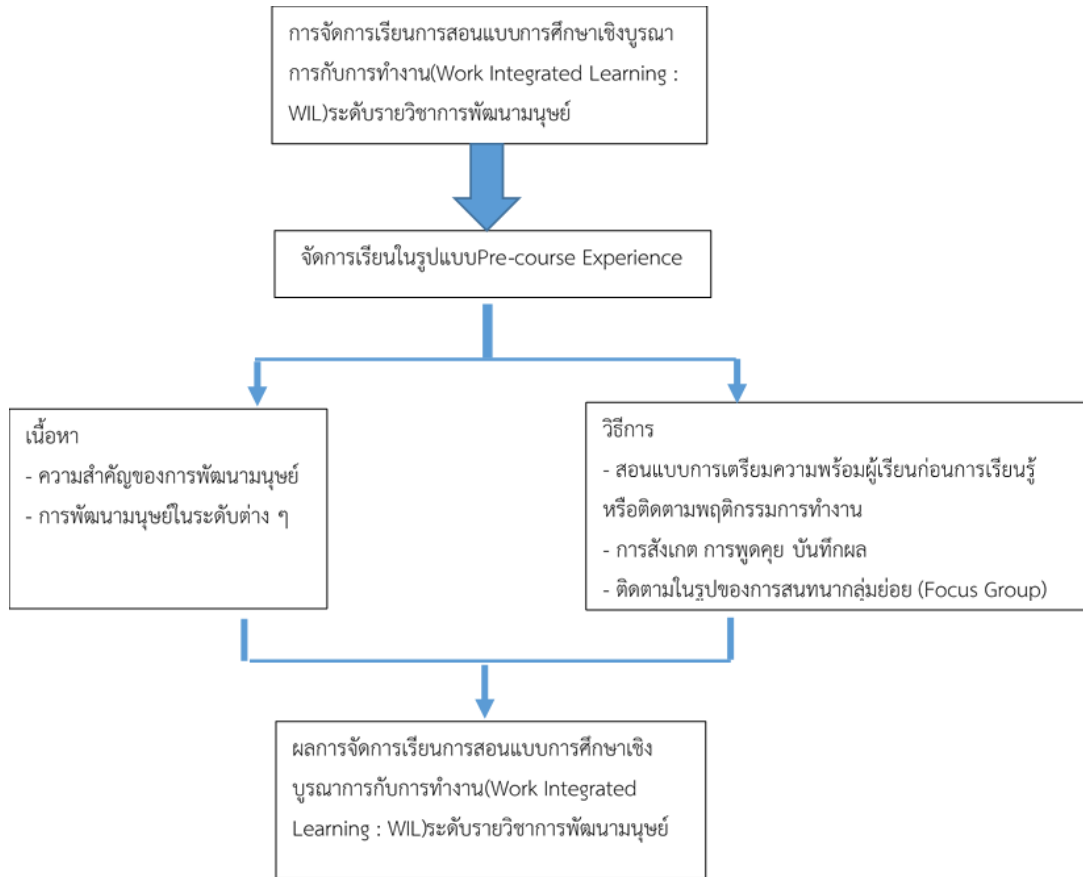 การจัดการเรียนการสอนแบบการศึกษาเชิงบูรณา
การกับการทำงาน(Work Integrated Learning :
WIL)ระดับรายวิชาการพัฒนามนุษย์
จัดการเรียนในรูปแบบPre-course Experience
เนื้อหา
- ความสำคัญของการพัฒนามนุษย์
- การพัฒนามนุษย์ในระดับต่าง ๆ
วิธีการ
- สอนแบบการเตรียมความพร้อมผู้เรียนก่อนการเรียนรู้
หรือติดตามพฤติกรรมการทำงาน
- การสังเกต การพูดคุย บันทึกผล
- ติดตามในรูปของการสนทนากลุ่มย่อย (Focus Group)
ผลการจัดการเรียนการสอนแบบการศึกษาเชิง
บูรณาการกับการทำงาน(Work Integrated
Learning : WIL)ระดับรายวิชาการพัฒนามนุษย์